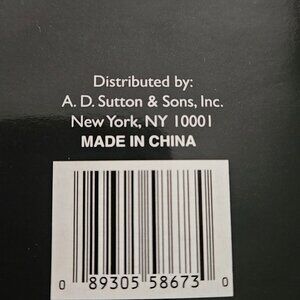 Distributed by:
A. D. Sutton & Sons, Inc.
New York, NY 10001
MADE IN CHINA
0 89305 58673 0